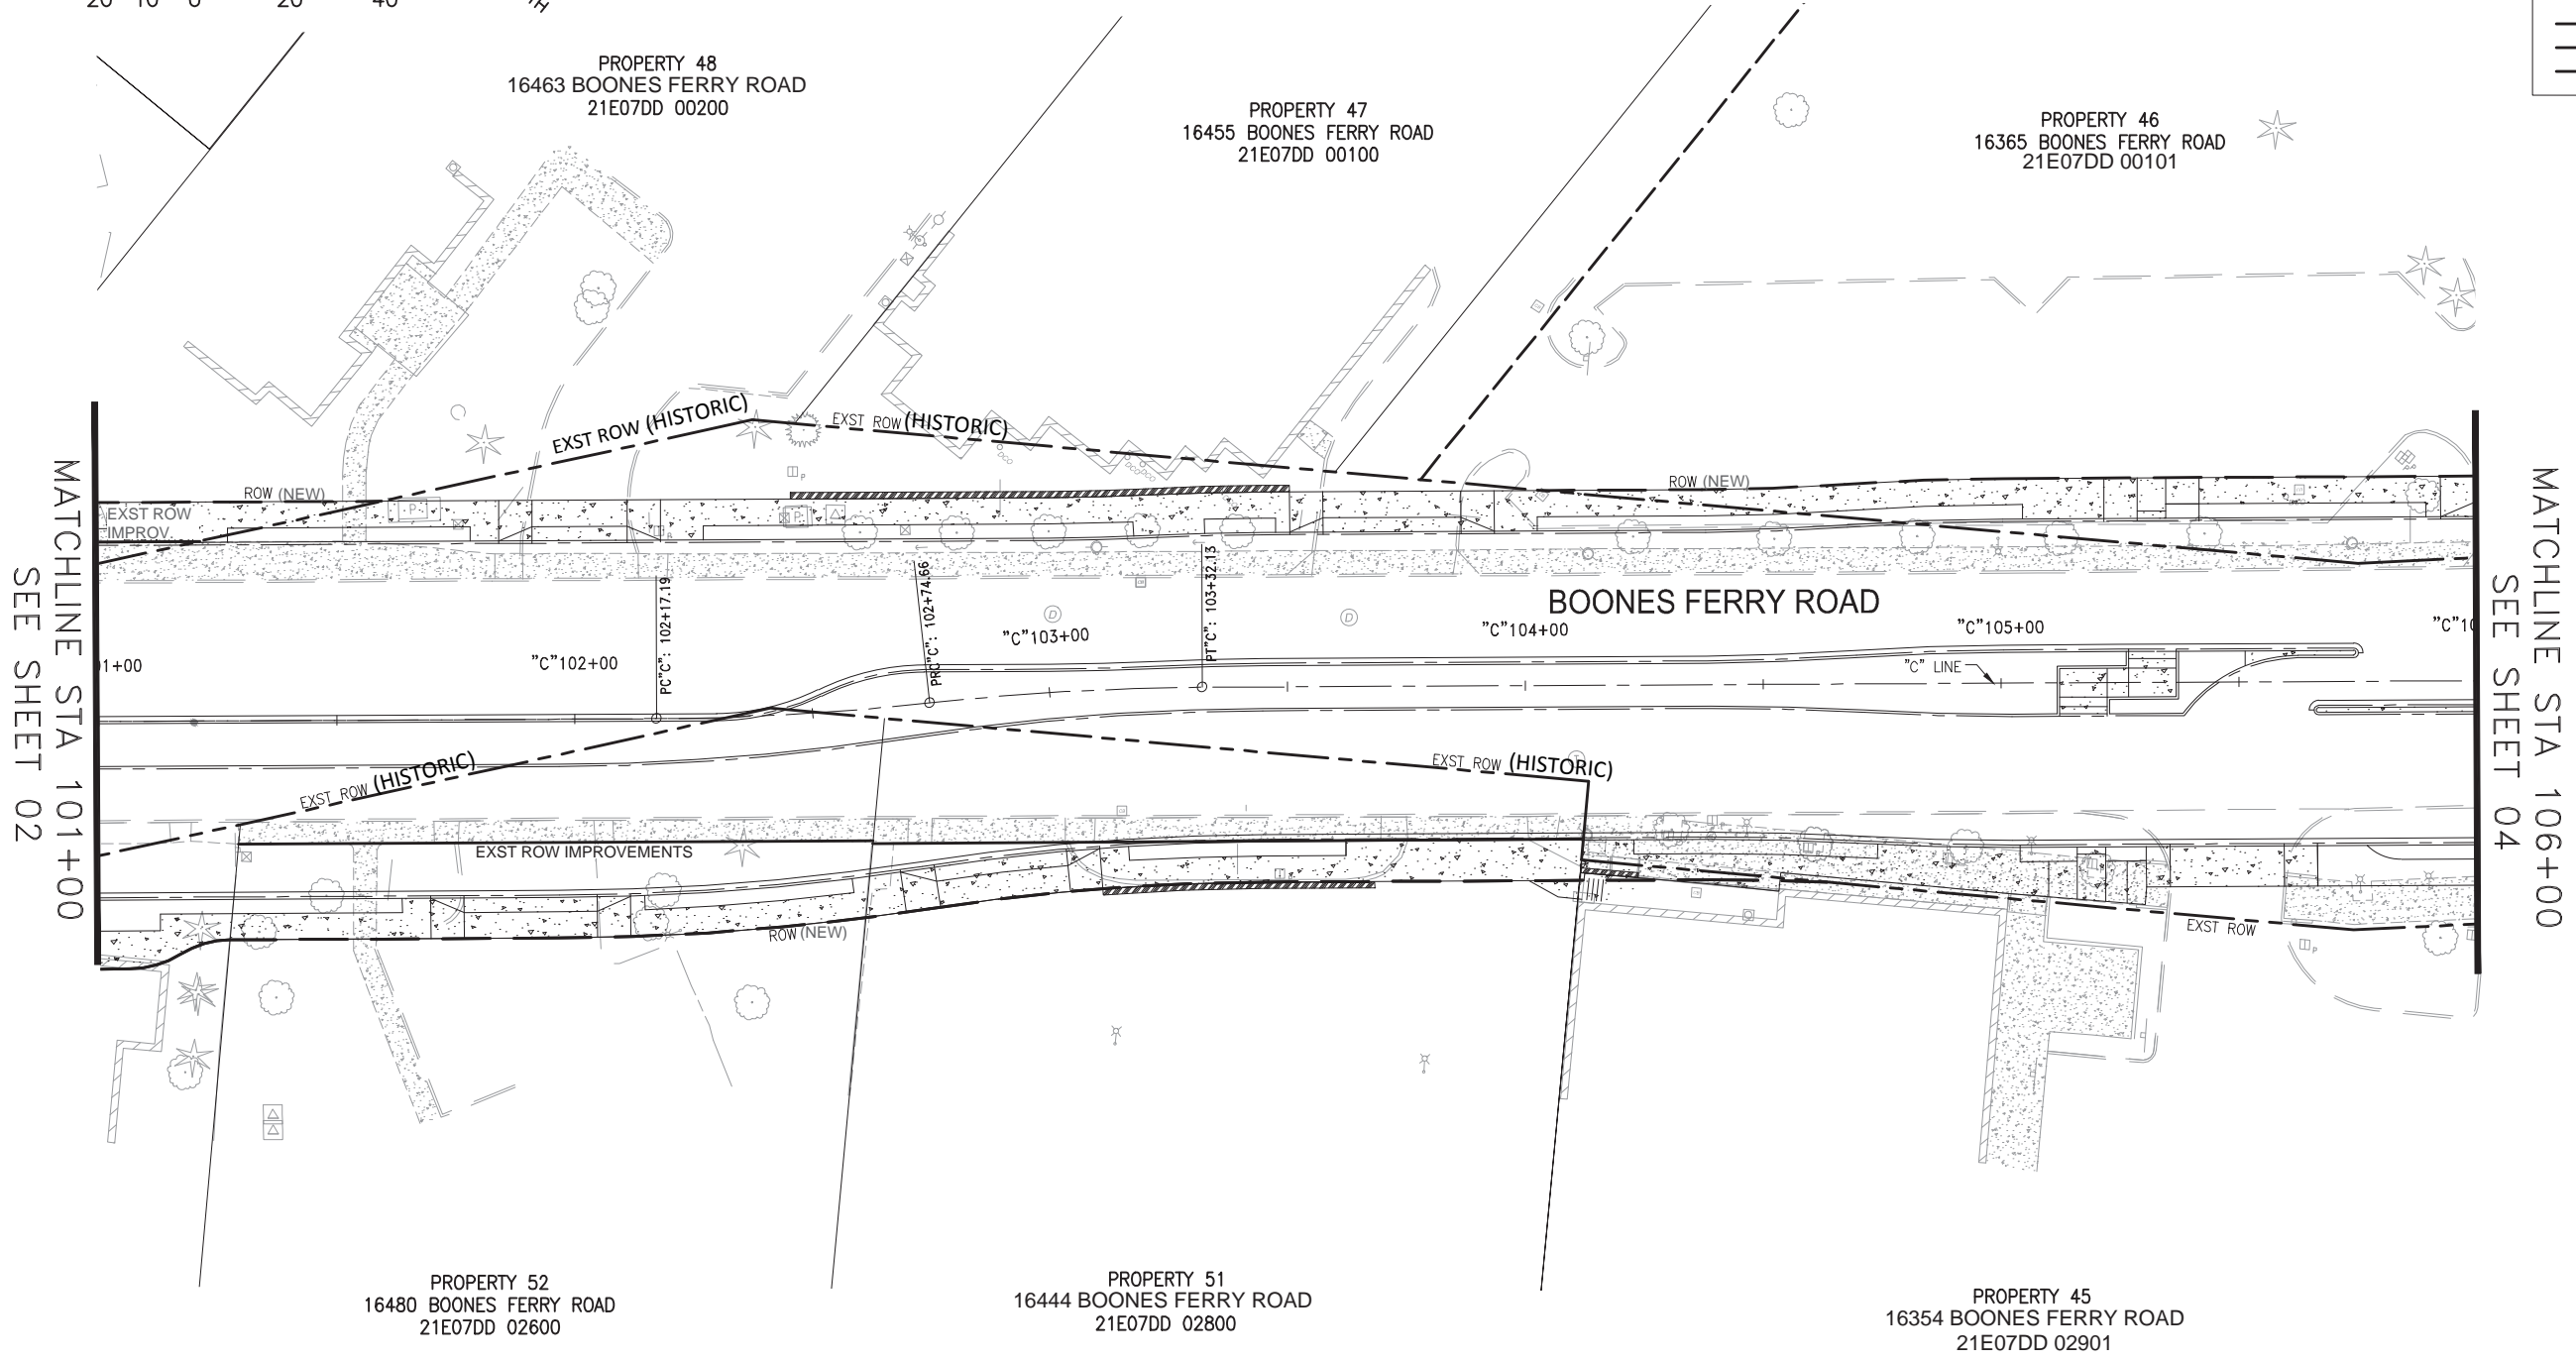 20 10 0 20 40
PROPERTY 48
16463 BOONES FERRY ROAD
21E07DD 00200
PROPERTY 47
16455 BOONES FERRY ROAD
21E07DD 00100
PROPERTY 46
16365 BOONES FERRY ROAD
21E07DD 00101
EXST ROW (HISTORIC)
EXST ROW (HISTORIC)
ROW (NEW)
ROW (NEW)
EXST ROW
IMPROV.
P
P
P
DCO
DCO
DCO
MATCHLINE STA 101+00
SEE SHEET 02
MATCHLINE STA 106+00
SEE SHEET 04
BOONES FERRY ROAD
D
D
1+00
"C"102+00
PC"C": 102+17.19
PRC"C": 102+74.66
"C"103+00
PT"C": 103+32.13
"C"104+00
"C"105+00
"C"10
"C" LINE
EXST ROW (HISTORIC)
EXST ROW (HISTORIC)
EXST ROW IMPROVEMENTS
ROW (NEW)
EXST ROW
P
PROPERTY 52
16480 BOONES FERRY ROAD
21E07DD 02600
PROPERTY 51
16444 BOONES FERRY ROAD
21E07DD 02800
PROPERTY 45
16354 BOONES FERRY ROAD
21E07DD 02901